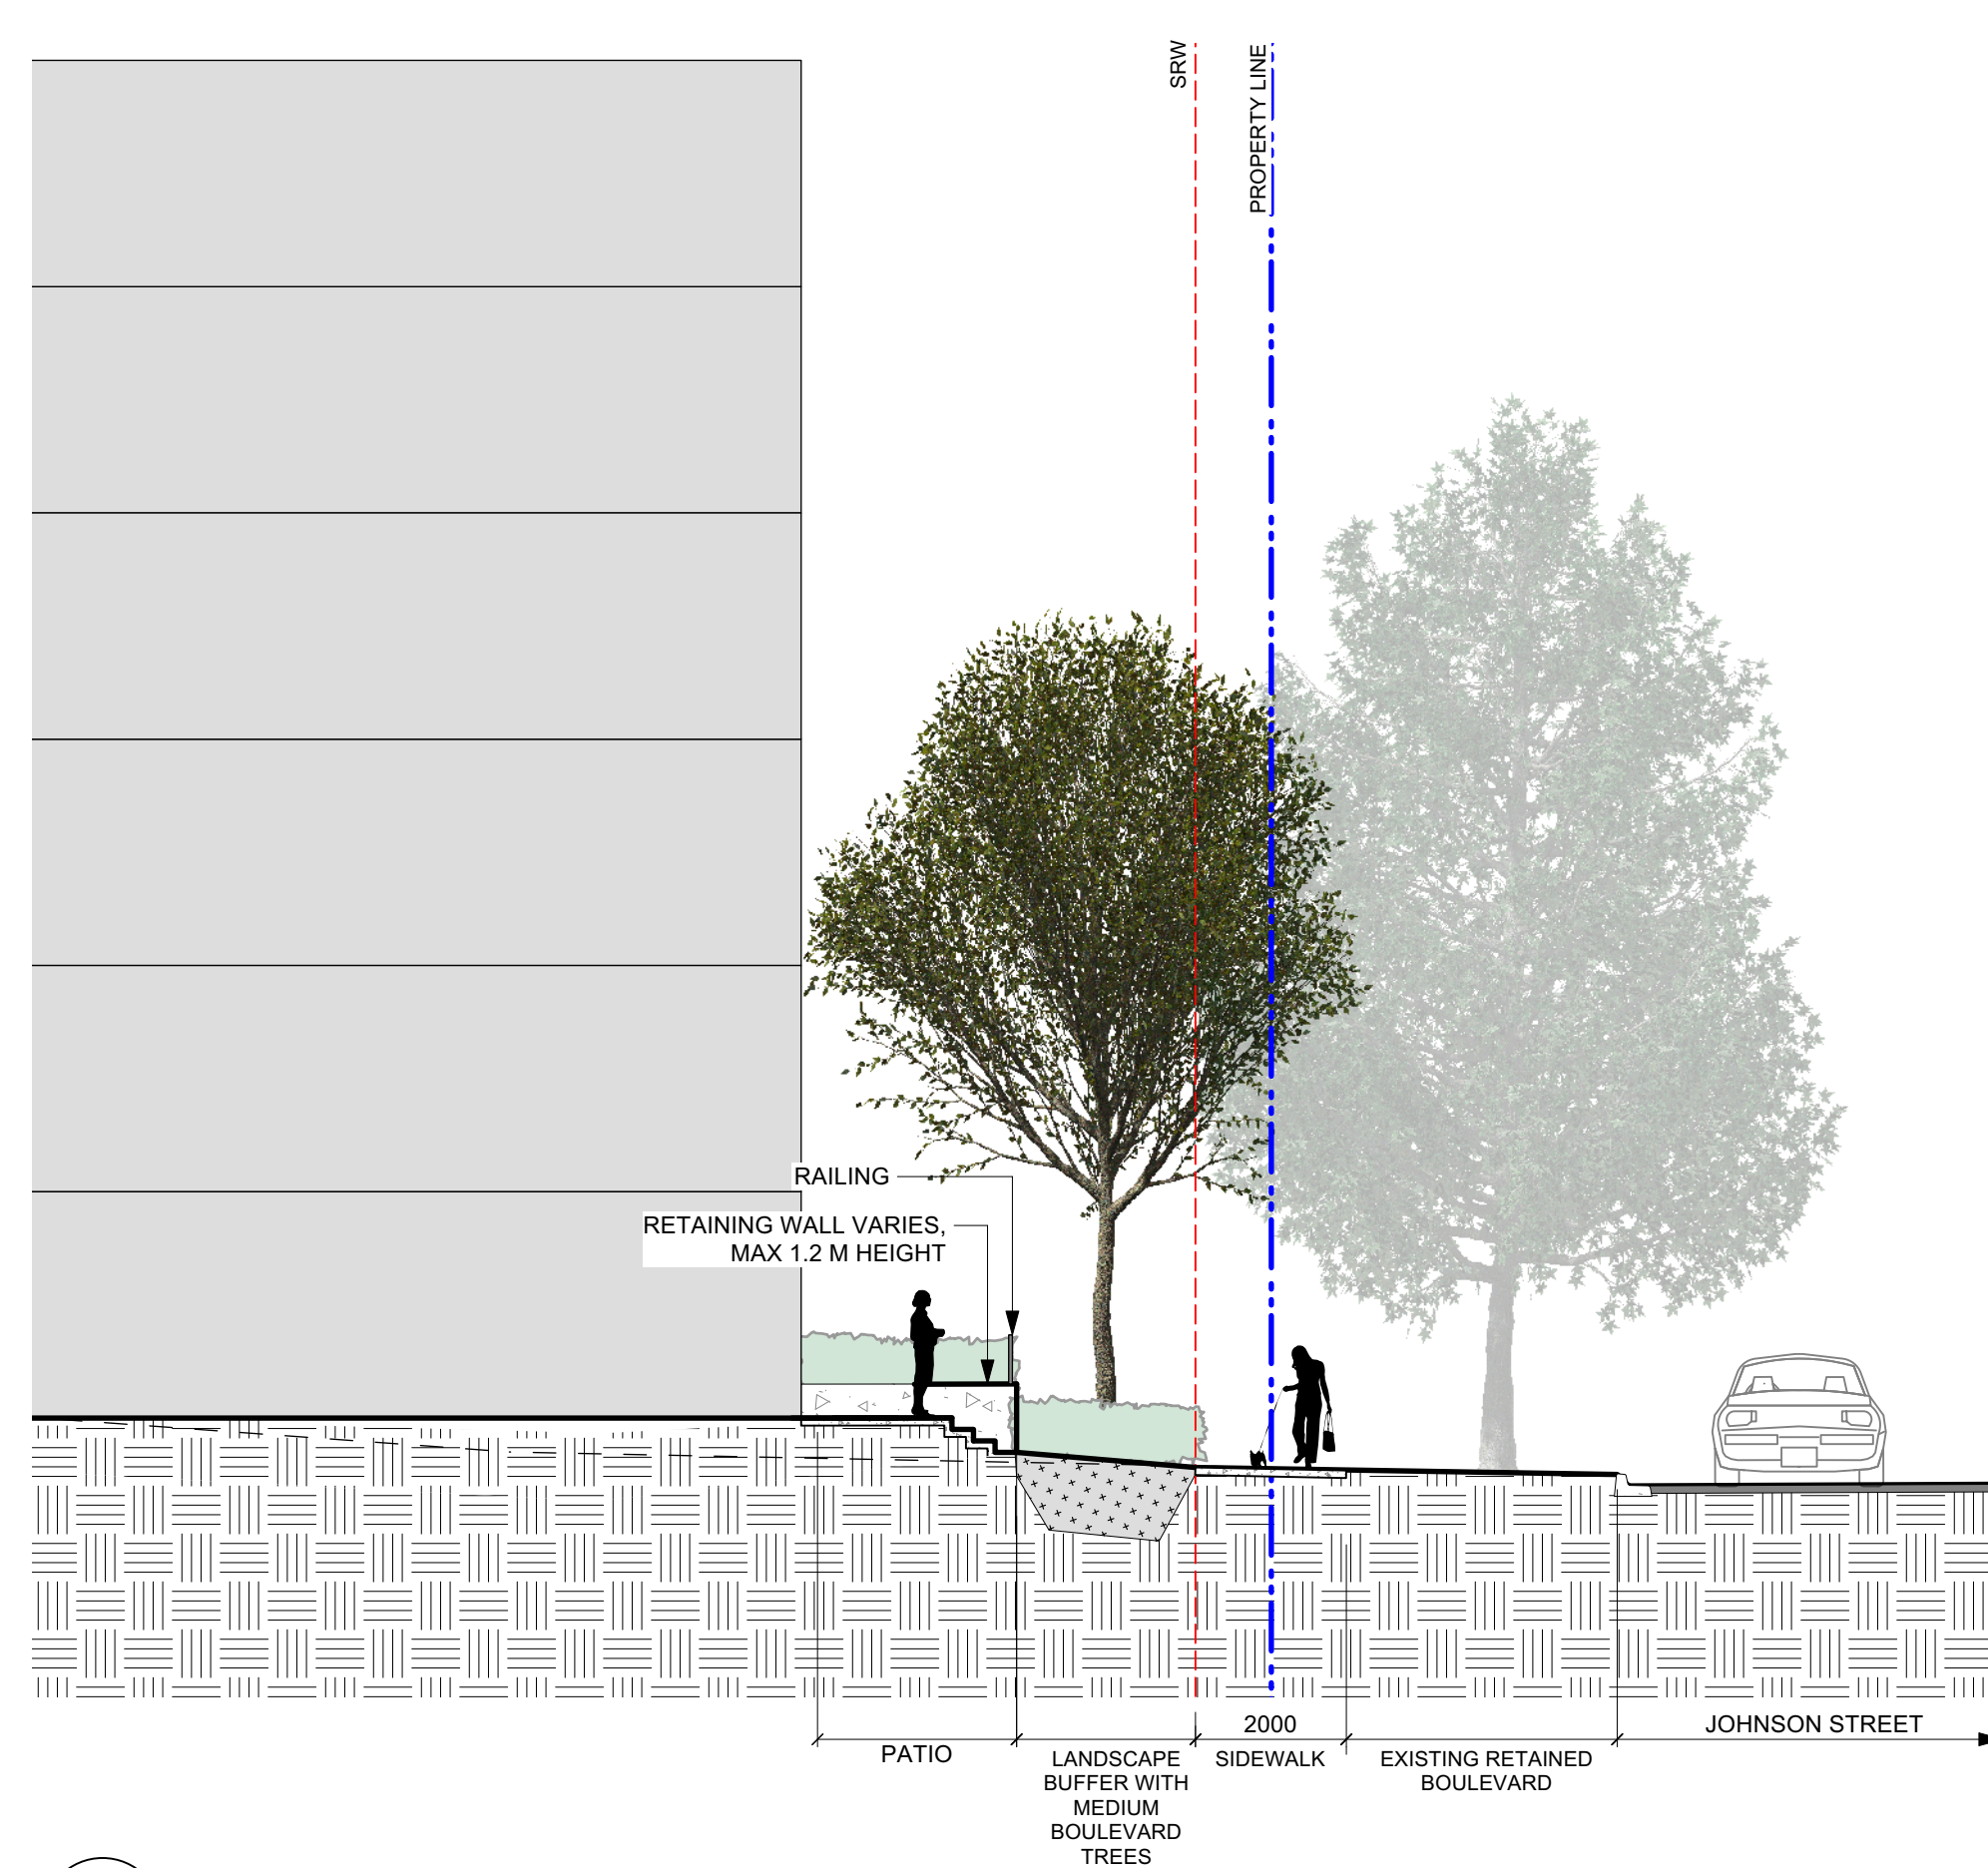 SRW
PROPERTY LINE
RAILING
RETAINING WALL VARIES,
MAX 1.2 M HEIGHT
PATIO
LANDSCAPE
BUFFER WITH
MEDIUM
BOULEVARD
TREES
2000
SIDEWALK
EXISTING RETAINED
BOULEVARD
JOHNSON STREET